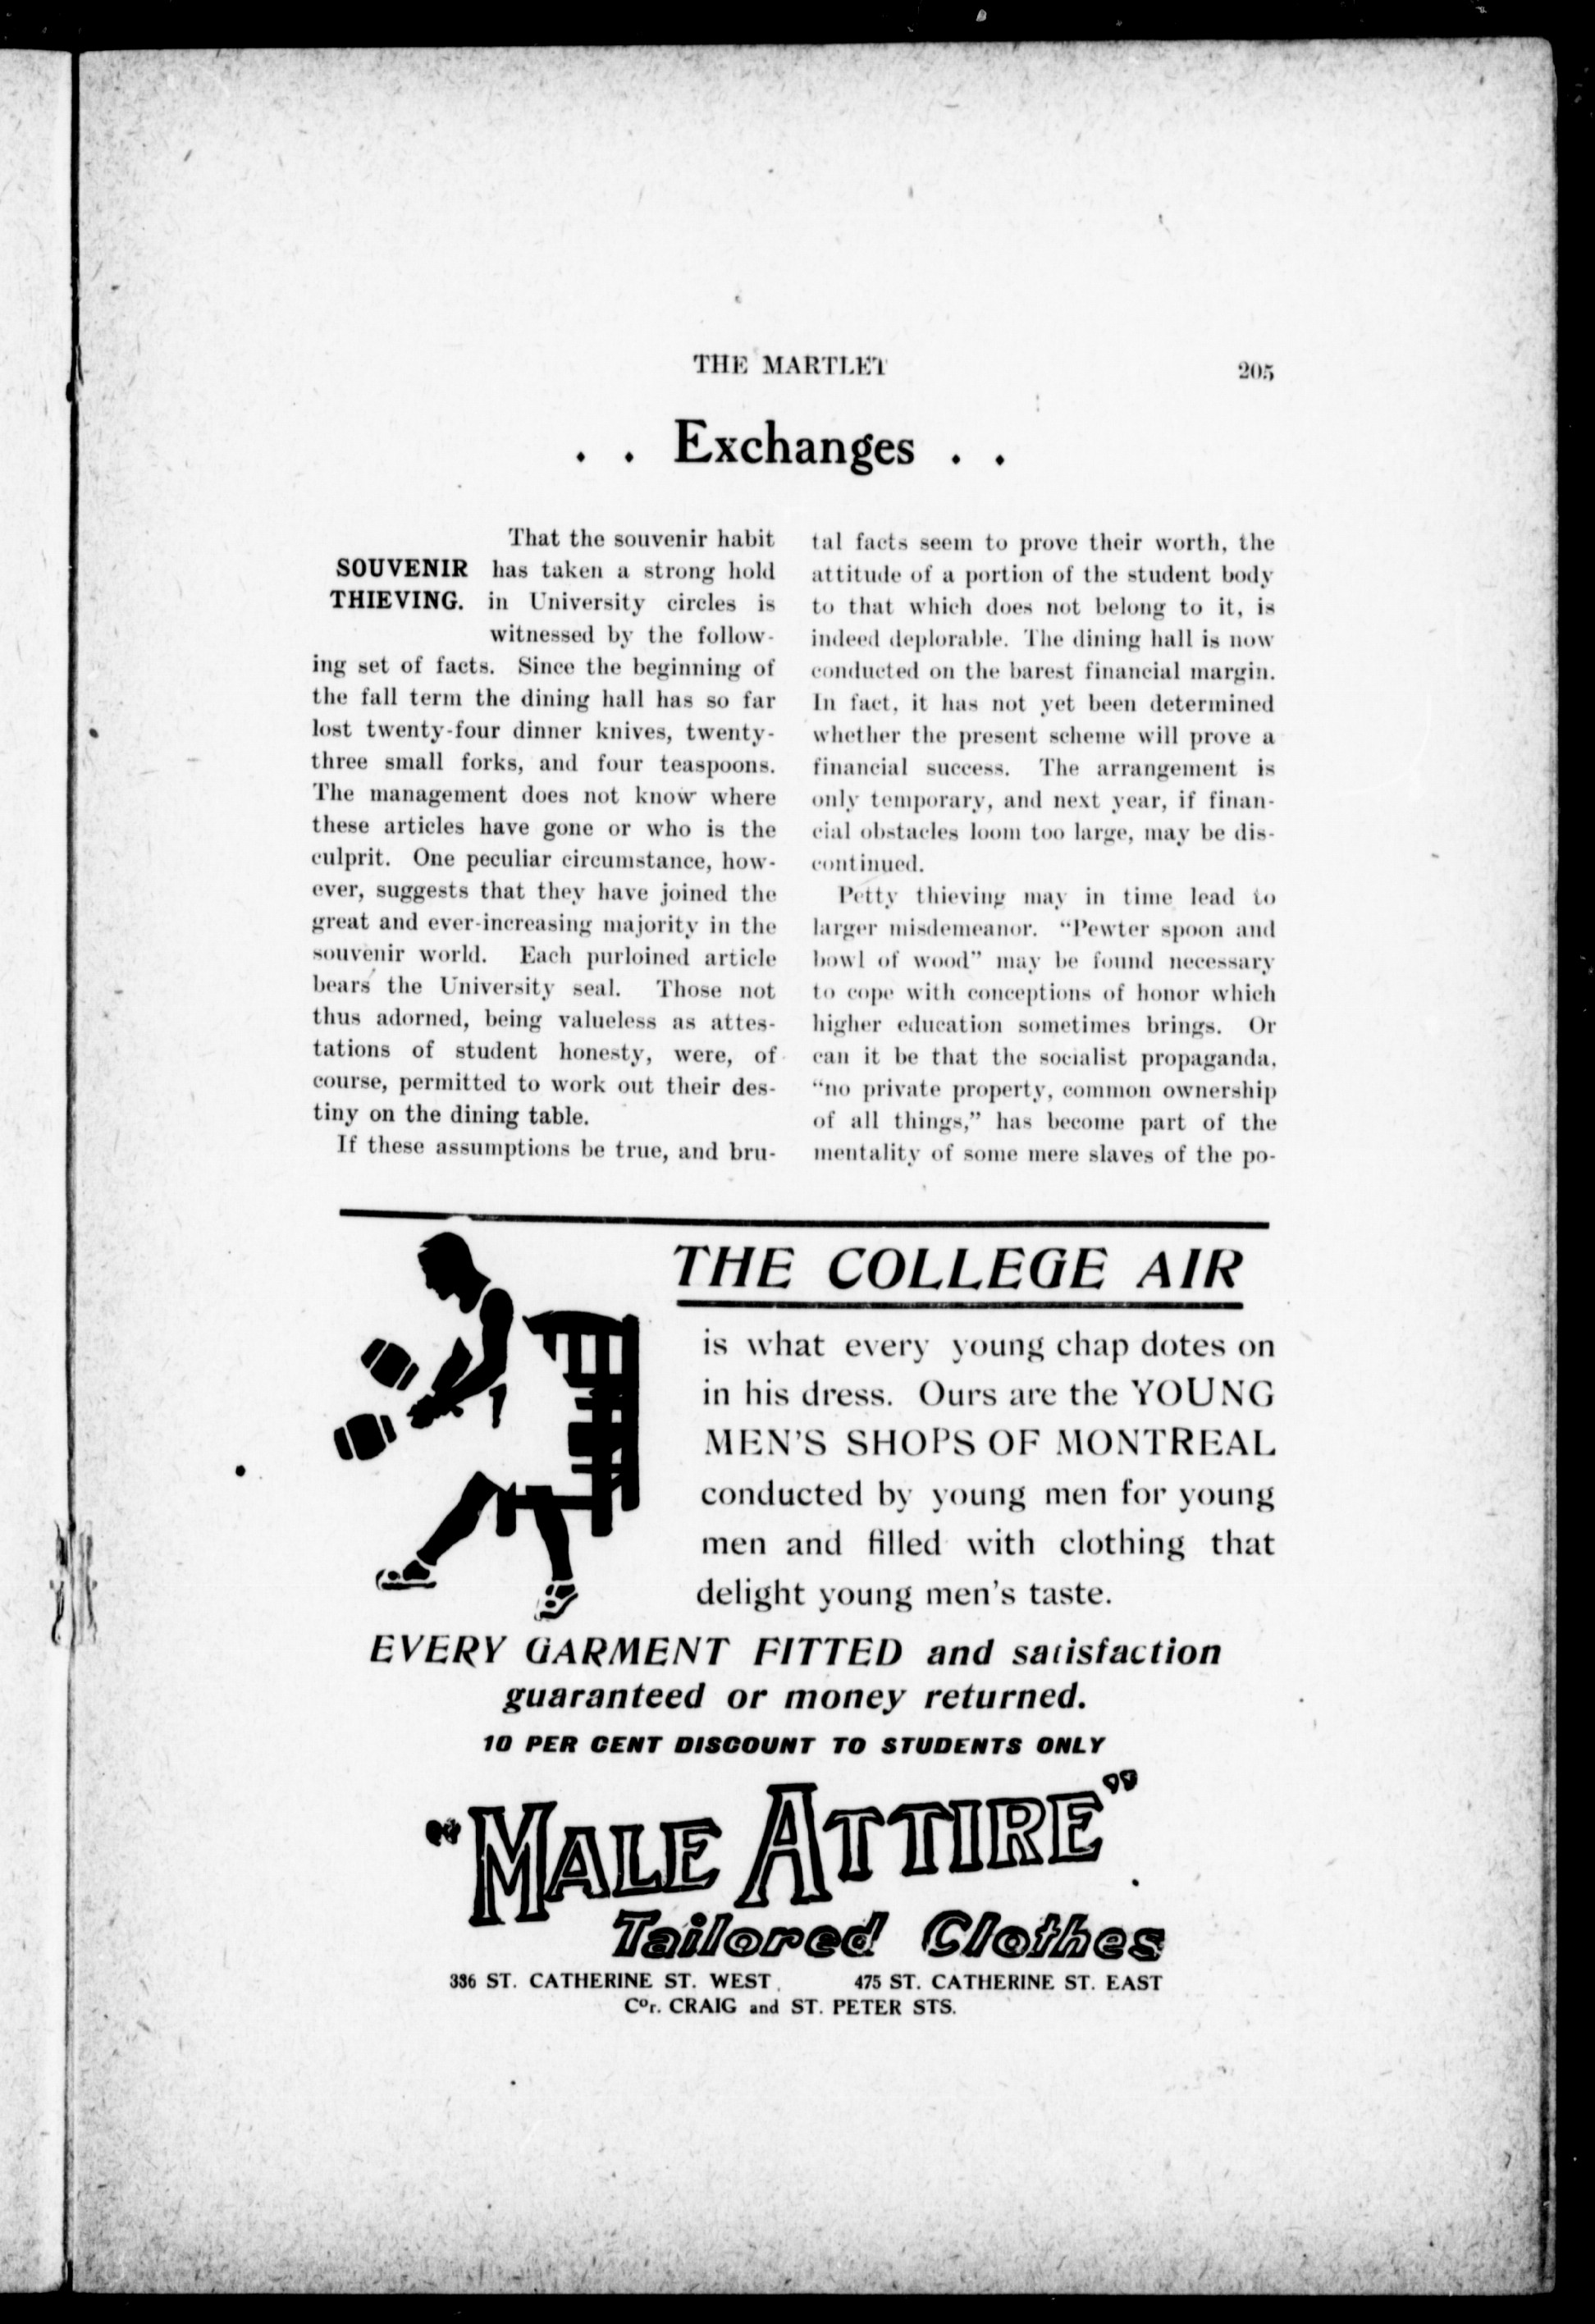 THE MARTLET 205
. . Exchanges . .
That the souvenir habit
SOUVENIR has taken a strong hold
THIEVING. in University circles is
witnessed by the follow-
ing set of facts. Since the beginning of
the fall term the dining hall has so far
lost twenty-four dinner knives, twenty-
three small forks, and four teaspoons.
The management does not know where
these articles have gone or who is the
culprit. One peculiar circumstance, how-
ever, suggests that they have joined the
great and ever-increasing majority in the
souvenir world. Each purloined article
bears the University seal. Those not
thus adorned, being valueless as attes-
tations of student honesty, were, of
course, permitted to work out their des-
tiny on the dining table.
If these assumptions be true, and bru-
tal facts seem to prove their worth, the
attitude of a portion of the student body
to that which does not belong to it, is
indeed deplorable. The dining hall is now
conducted on the barest financial margin.
In fact, it has not yet been determined
whether the present scheme will prove a
financial success. The arrangement is
only temporary, and next year, if finan-
cial obstacles loom too large, may be dis-
continued.
Petty thieving may in time lead to
larger misdemeanor. "Pewter spoon and
bowl of wood" may be found necessary
to cope with conceptions of honor which
higher education sometimes brings. Or
can it be that the socialist propaganda,
"no private property, common ownership
of all things," has become part of the
mentality of some mere slaves of the po-
THE COLLEGE AIR
is what every young chap dotes on
in his dress. Ours are the YOUNG
MEN'S SHOPS OF MONTREAL
conducted by young men for young
men and filled with clothing that
delight young men's taste.
EVERY GARMENT FITTED and satisfaction
guaranteed or money returned.
10 PER CENT DISCOUNT TO STUDENTS ONLY
"MALE ATTIRE"
Tailored Clothes
336 ST. CATHERINE ST. WEST, 475 ST. CATHERINE ST. EAST
Cor. CRAIG and ST. PETER STS.